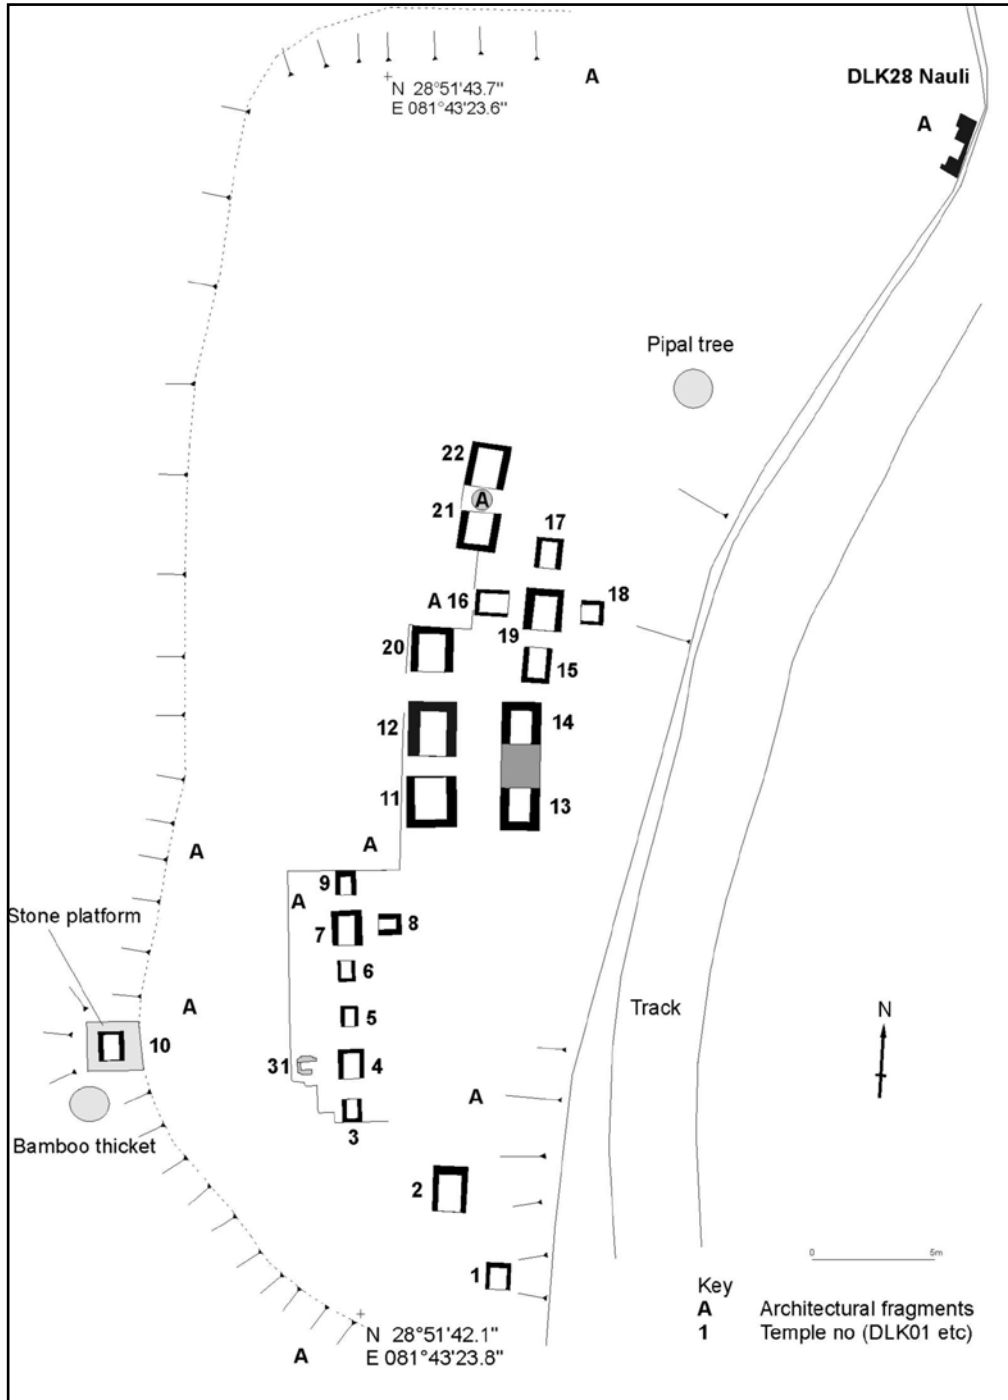 A
DLK28 Nauli
N 28°51'43.7"
E 081°43'23.6"
A
Pipal tree
22
A
21
17
A 16
18
19
20
15
12
14
11
13
A
A
9
A
Stone platform
7
8
6
A
5
Track
N
10
31
4
A
Bamboo thicket
3
2
1
0 5m
Key
A Architectural fragments
1 Temple no (DLK01 etc)
N 28°51'42.1"
E 081°43'23.8"
A